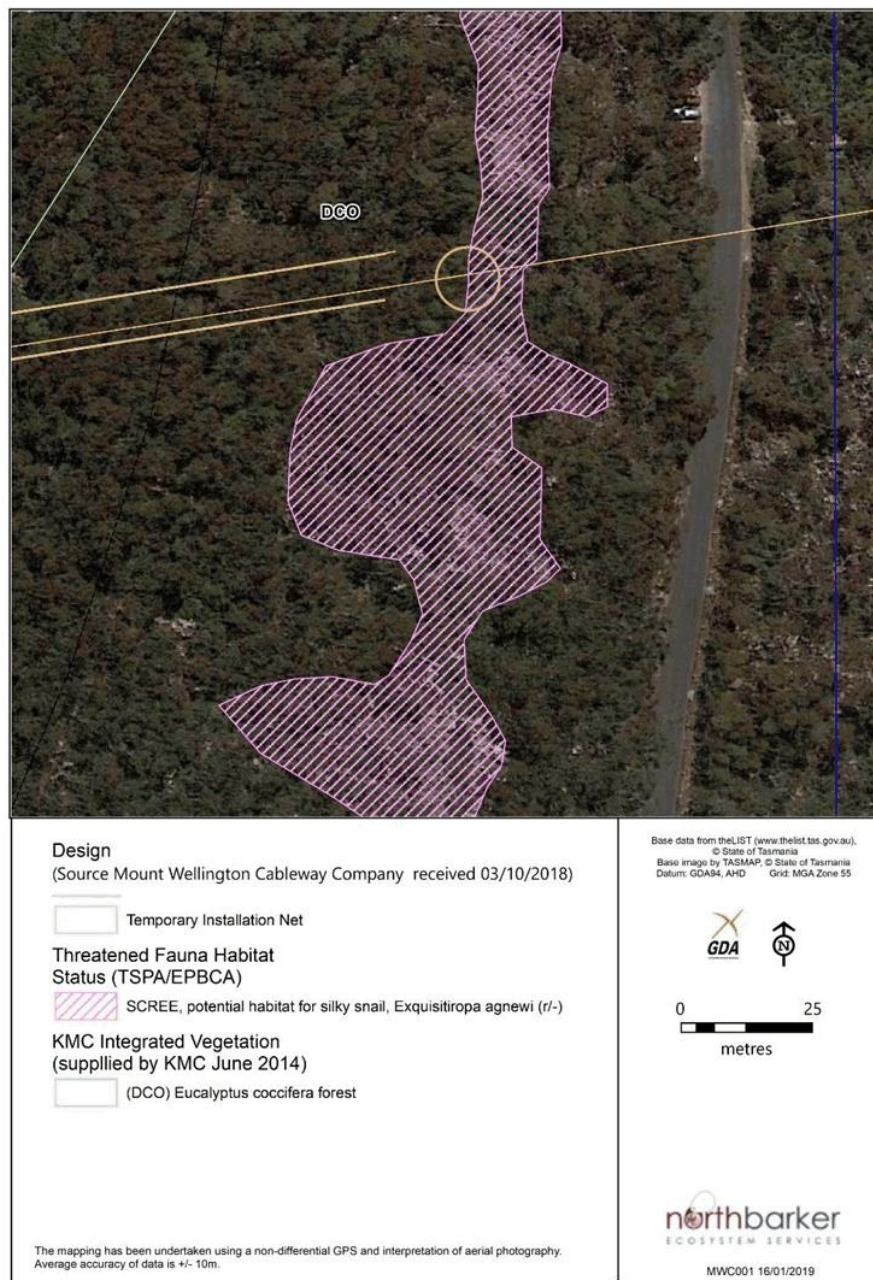 DCO
Design
(Source Mount Wellington Cableway Company received 03/10/2018)
Temporary Installation Net
Threatened Fauna Habitat
Status (TSPA/EPBCA)
SCREE, potential habitat for silky snail, Exquisitiropa agnewi (r/-)
KMC Integrated Vegetation
(suppllied by KMC June 2014)
(DCO) Eucalyptus coccifera forest
The mapping has been undertaken using a non-differential GPS and interpretation of aerial photography.
Average accuracy of data is +/- 10m.
Base data from theLIST (www.thelist.tas.gov.au),
© State of Tasmania
Base image by TASMAP, © State of Tasmania
Datum: GDA94, AHD Grid: MGA Zone 55
GDA
N
0 25
metres
northbarker
ECOSYSTEM SERVICES
MWC001 16/01/2019